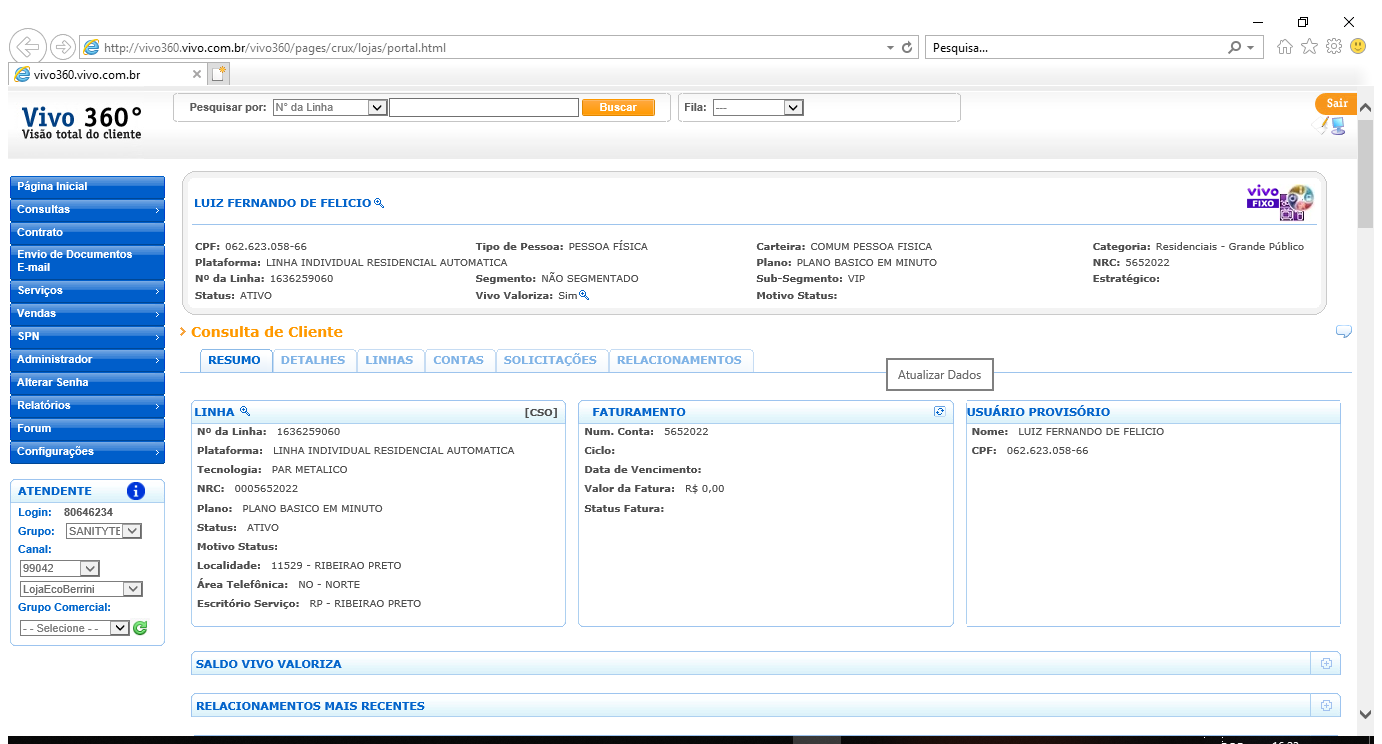 http://vivo360.vivo.com.br/vivo360/pages/crux/lojas/portal.html
Pesquisa...
vivo360.vivo.com.br
Vivo 360°
Visão total do cliente
Pesquisar por: N° da Linha Buscar
Fila: ---
Sair
Página Inicial
Consultas
Contrato
Envio de Documentos
E-mail
Serviços
Vendas
SPN
Administrador
Alterar Senha
Relatórios
Forum
Configurações
ATENDENTE
Login: 80646234
Grupo: SANITYTE
Canal:
99042
LojaEcoBerrini
Grupo Comercial:
- - Selecione - -
LUIZ FERNANDO DE FELICIO
vivo
FIXO
CPF: 062.623.058-66 Tipo de Pessoa: PESSOA FÍSICA Carteira: COMUM PESSOA FISICA Categoria: Residenciais - Grande Público
Plataforma: LINHA INDIVIDUAL RESIDENCIAL AUTOMATICA Plano: PLANO BASICO EM MINUTO NRC: 5652022
Nº da Linha: 1636259060 Segmento: NÃO SEGMENTADO Sub-Segmento: VIP Estratégico:
Status: ATIVO Vivo Valoriza: Sim Motivo Status:
Consulta de Cliente
RESUMO DETALHES LINHAS CONTAS SOLICITAÇÕES RELACIONAMENTOS
Atualizar Dados
LINHA [CSO]
Nº da Linha: 1636259060
Plataforma: LINHA INDIVIDUAL RESIDENCIAL AUTOMATICA
Tecnologia: PAR METALICO
NRC: 0005652022
Plano: PLANO BASICO EM MINUTO
Status: ATIVO
Motivo Status:
Localidade: 11529 - RIBEIRAO PRETO
Área Telefônica: NO - NORTE
Escritório Serviço: RP - RIBEIRAO PRETO
FATURAMENTO
Num. Conta: 5652022
Ciclo:
Data de Vencimento:
Valor da Fatura: R$ 0,00
Status Fatura:
USUÁRIO PROVISÓRIO
Nome: LUIZ FERNANDO DE FELICIO
CPF: 062.623.058-66
SALDO VIVO VALORIZA
RELACIONAMENTOS MAIS RECENTES